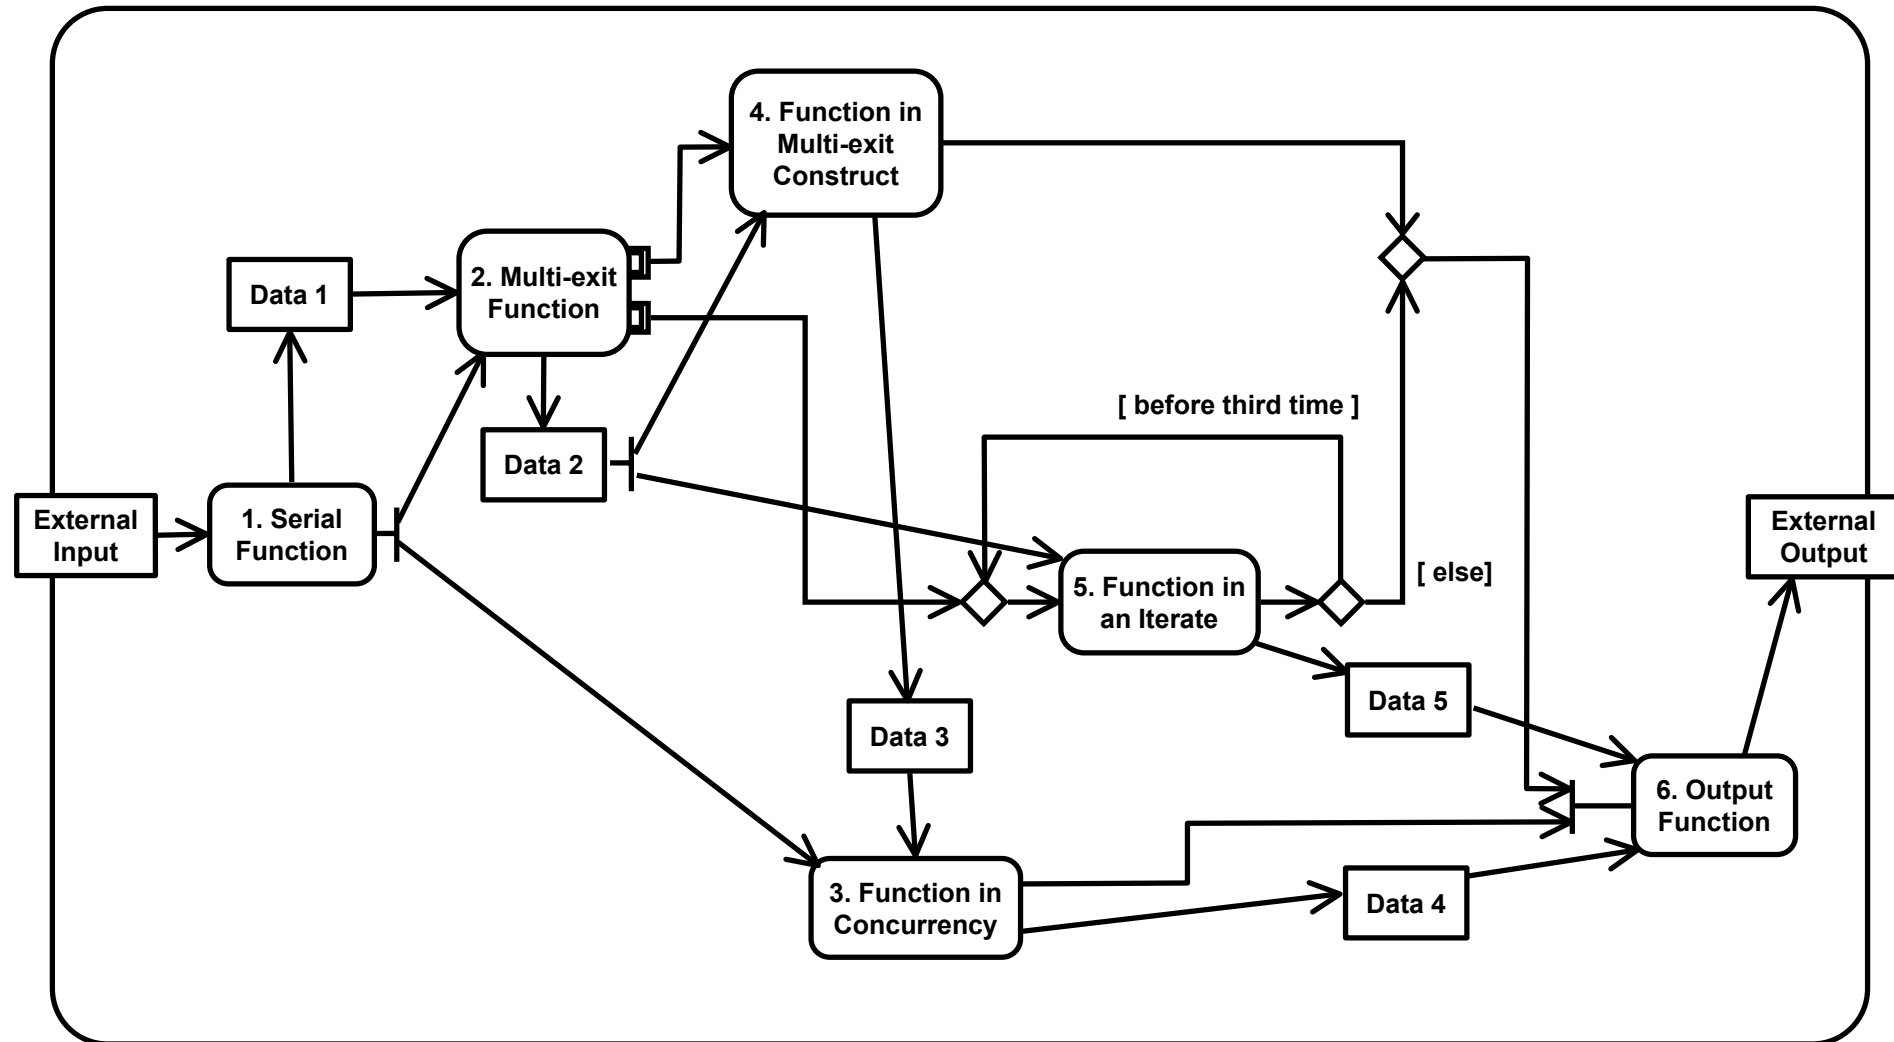 4. Function in
Multi-exit
Construct
2. Multi-exit
Function
Data 1
[ before third time ]
Data 2
External
Input
1. Serial
Function
External
Output
[ else]
5. Function in
an Iterate
Data 5
Data 3
6. Output
Function
3. Function in
Concurrency
Data 4